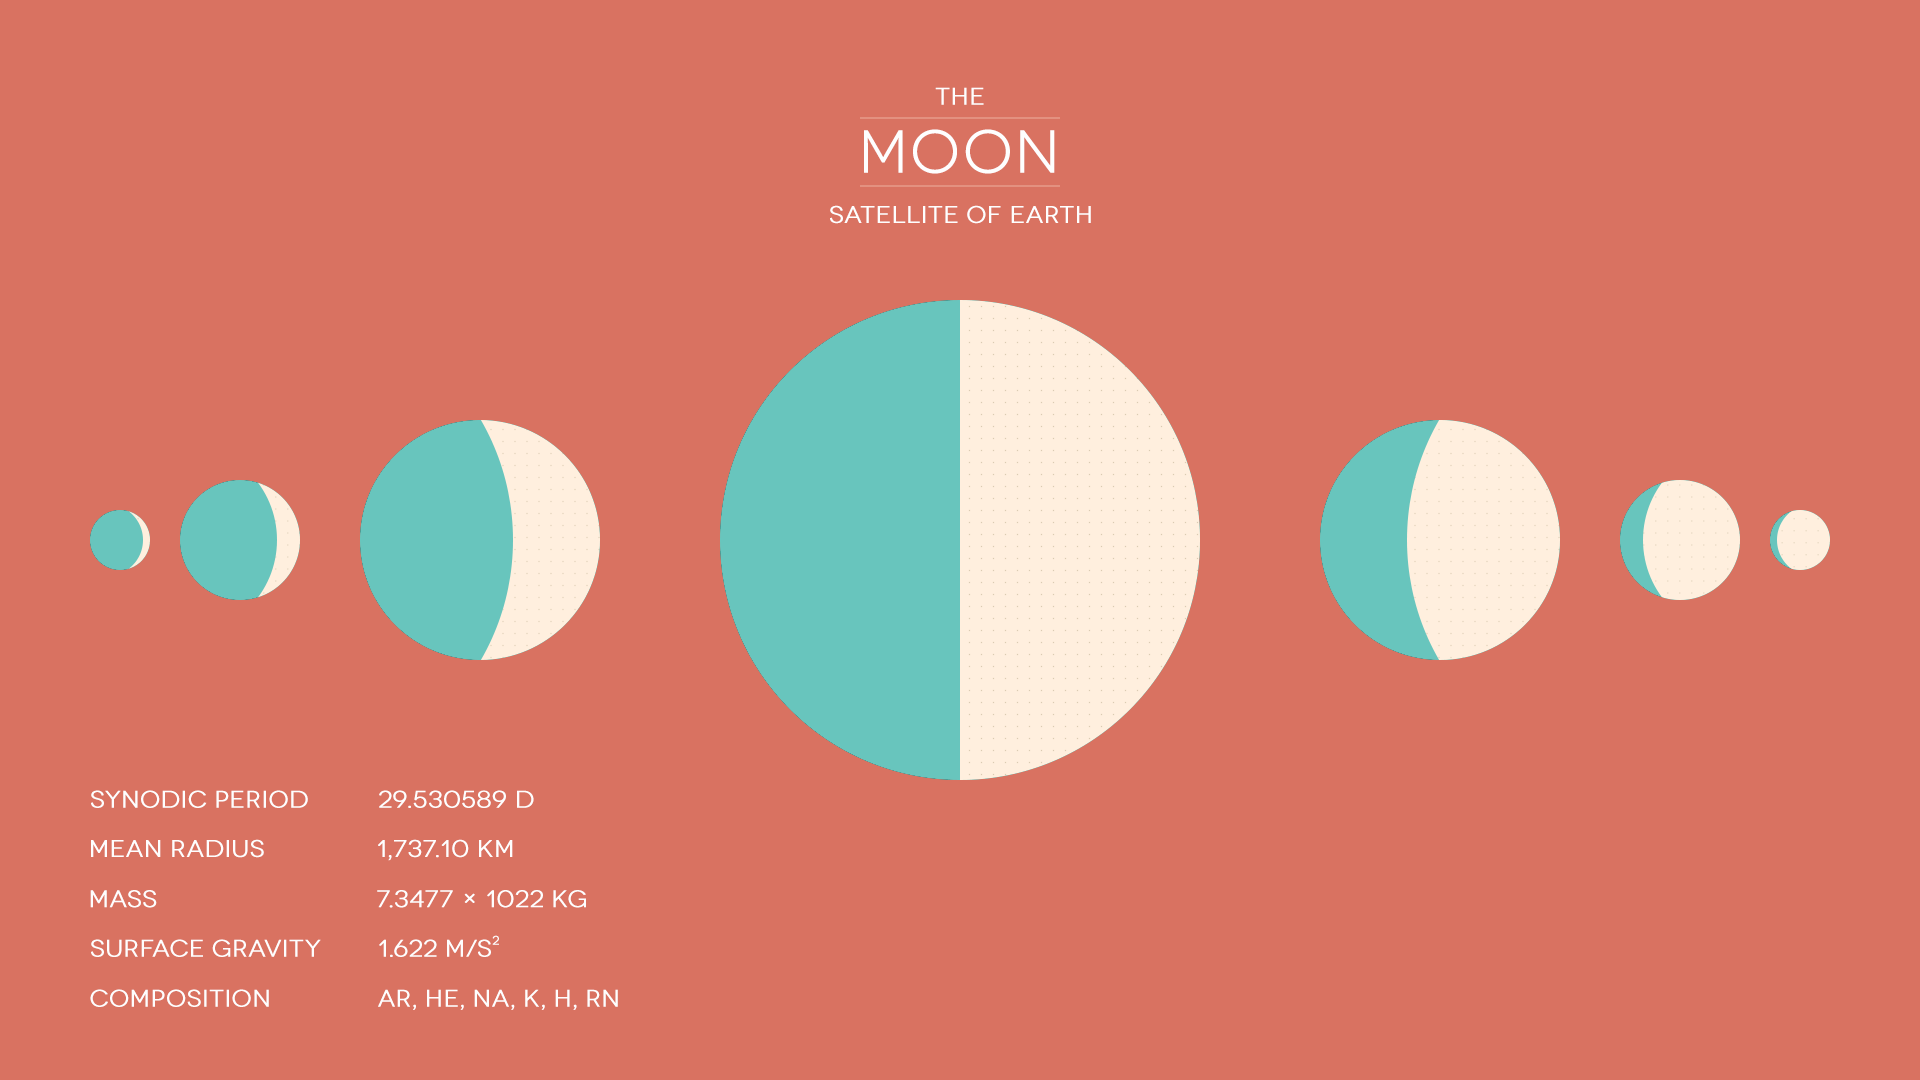 THE
MOON
SATELLITE OF EARTH
SYNODIC PERIOD 29.530589 D
MEAN RADIUS 1,737.10 KM
MASS 7.3477 × 1022 KG
SURFACE GRAVITY 1.622 M/S²
COMPOSITION AR, HE, NA, K, H, RN